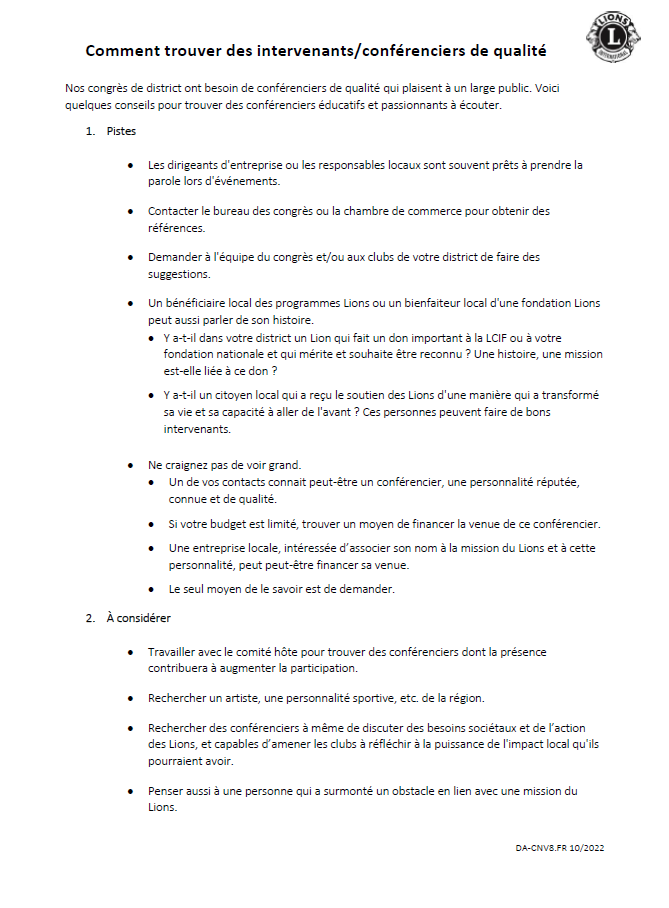 Comment trouver des intervenants/conférenciers de qualité
LIONS
L
INTERNATIONAL
Nos congrès de district ont besoin de conférenciers de qualité qui plaisent à un large public. Voici
quelques conseils pour trouver des conférenciers éducatifs et passionnants à écouter.
1. Pistes
• Les dirigeants d'entreprise ou les responsables locaux sont souvent prêts à prendre la
parole lors d'événements.
• Contacter le bureau des congrès ou la chambre de commerce pour obtenir des
références.
• Demander à l'équipe du congrès et/ou aux clubs de votre district de faire des
suggestions.
• Un bénéficiaire local des programmes Lions ou un bienfaiteur local d'une fondation Lions
peut aussi parler de son histoire.
• Y a-t-il dans votre district un Lion qui fait un don important à la LCIF ou à votre
fondation nationale et qui mérite et souhaite être reconnu ? Une histoire, une mission
est-elle liée à ce don ?
• Y a-t-il un citoyen local qui a reçu le soutien des Lions d'une manière qui a transformé
sa vie et sa capacité à aller de l'avant ? Ces personnes peuvent faire de bons
intervenants.
• Ne craignez pas de voir grand.
• Un de vos contacts connait peut-être un conférencier, une personnalité réputée,
connue et de qualité.
• Si votre budget est limité, trouver un moyen de financer la venue de ce conférencier.
• Une entreprise locale, intéressée d’associer son nom à la mission du Lions et à cette
personnalité, peut peut-être financer sa venue.
• Le seul moyen de le savoir est de demander.
2. À considérer
• Travailler avec le comité hôte pour trouver des conférenciers dont la présence
contribuera à augmenter la participation.
• Rechercher un artiste, une personnalité sportive, etc. de la région.
• Rechercher des conférenciers à même de discuter des besoins sociétaux et de l’action
des Lions, et capables d’amener les clubs à réfléchir à la puissance de l'impact local qu'ils
pourraient avoir.
• Penser aussi à une personne qui a surmonté un obstacle en lien avec une mission du
Lions.
DA-CNV8.FR 10/2022